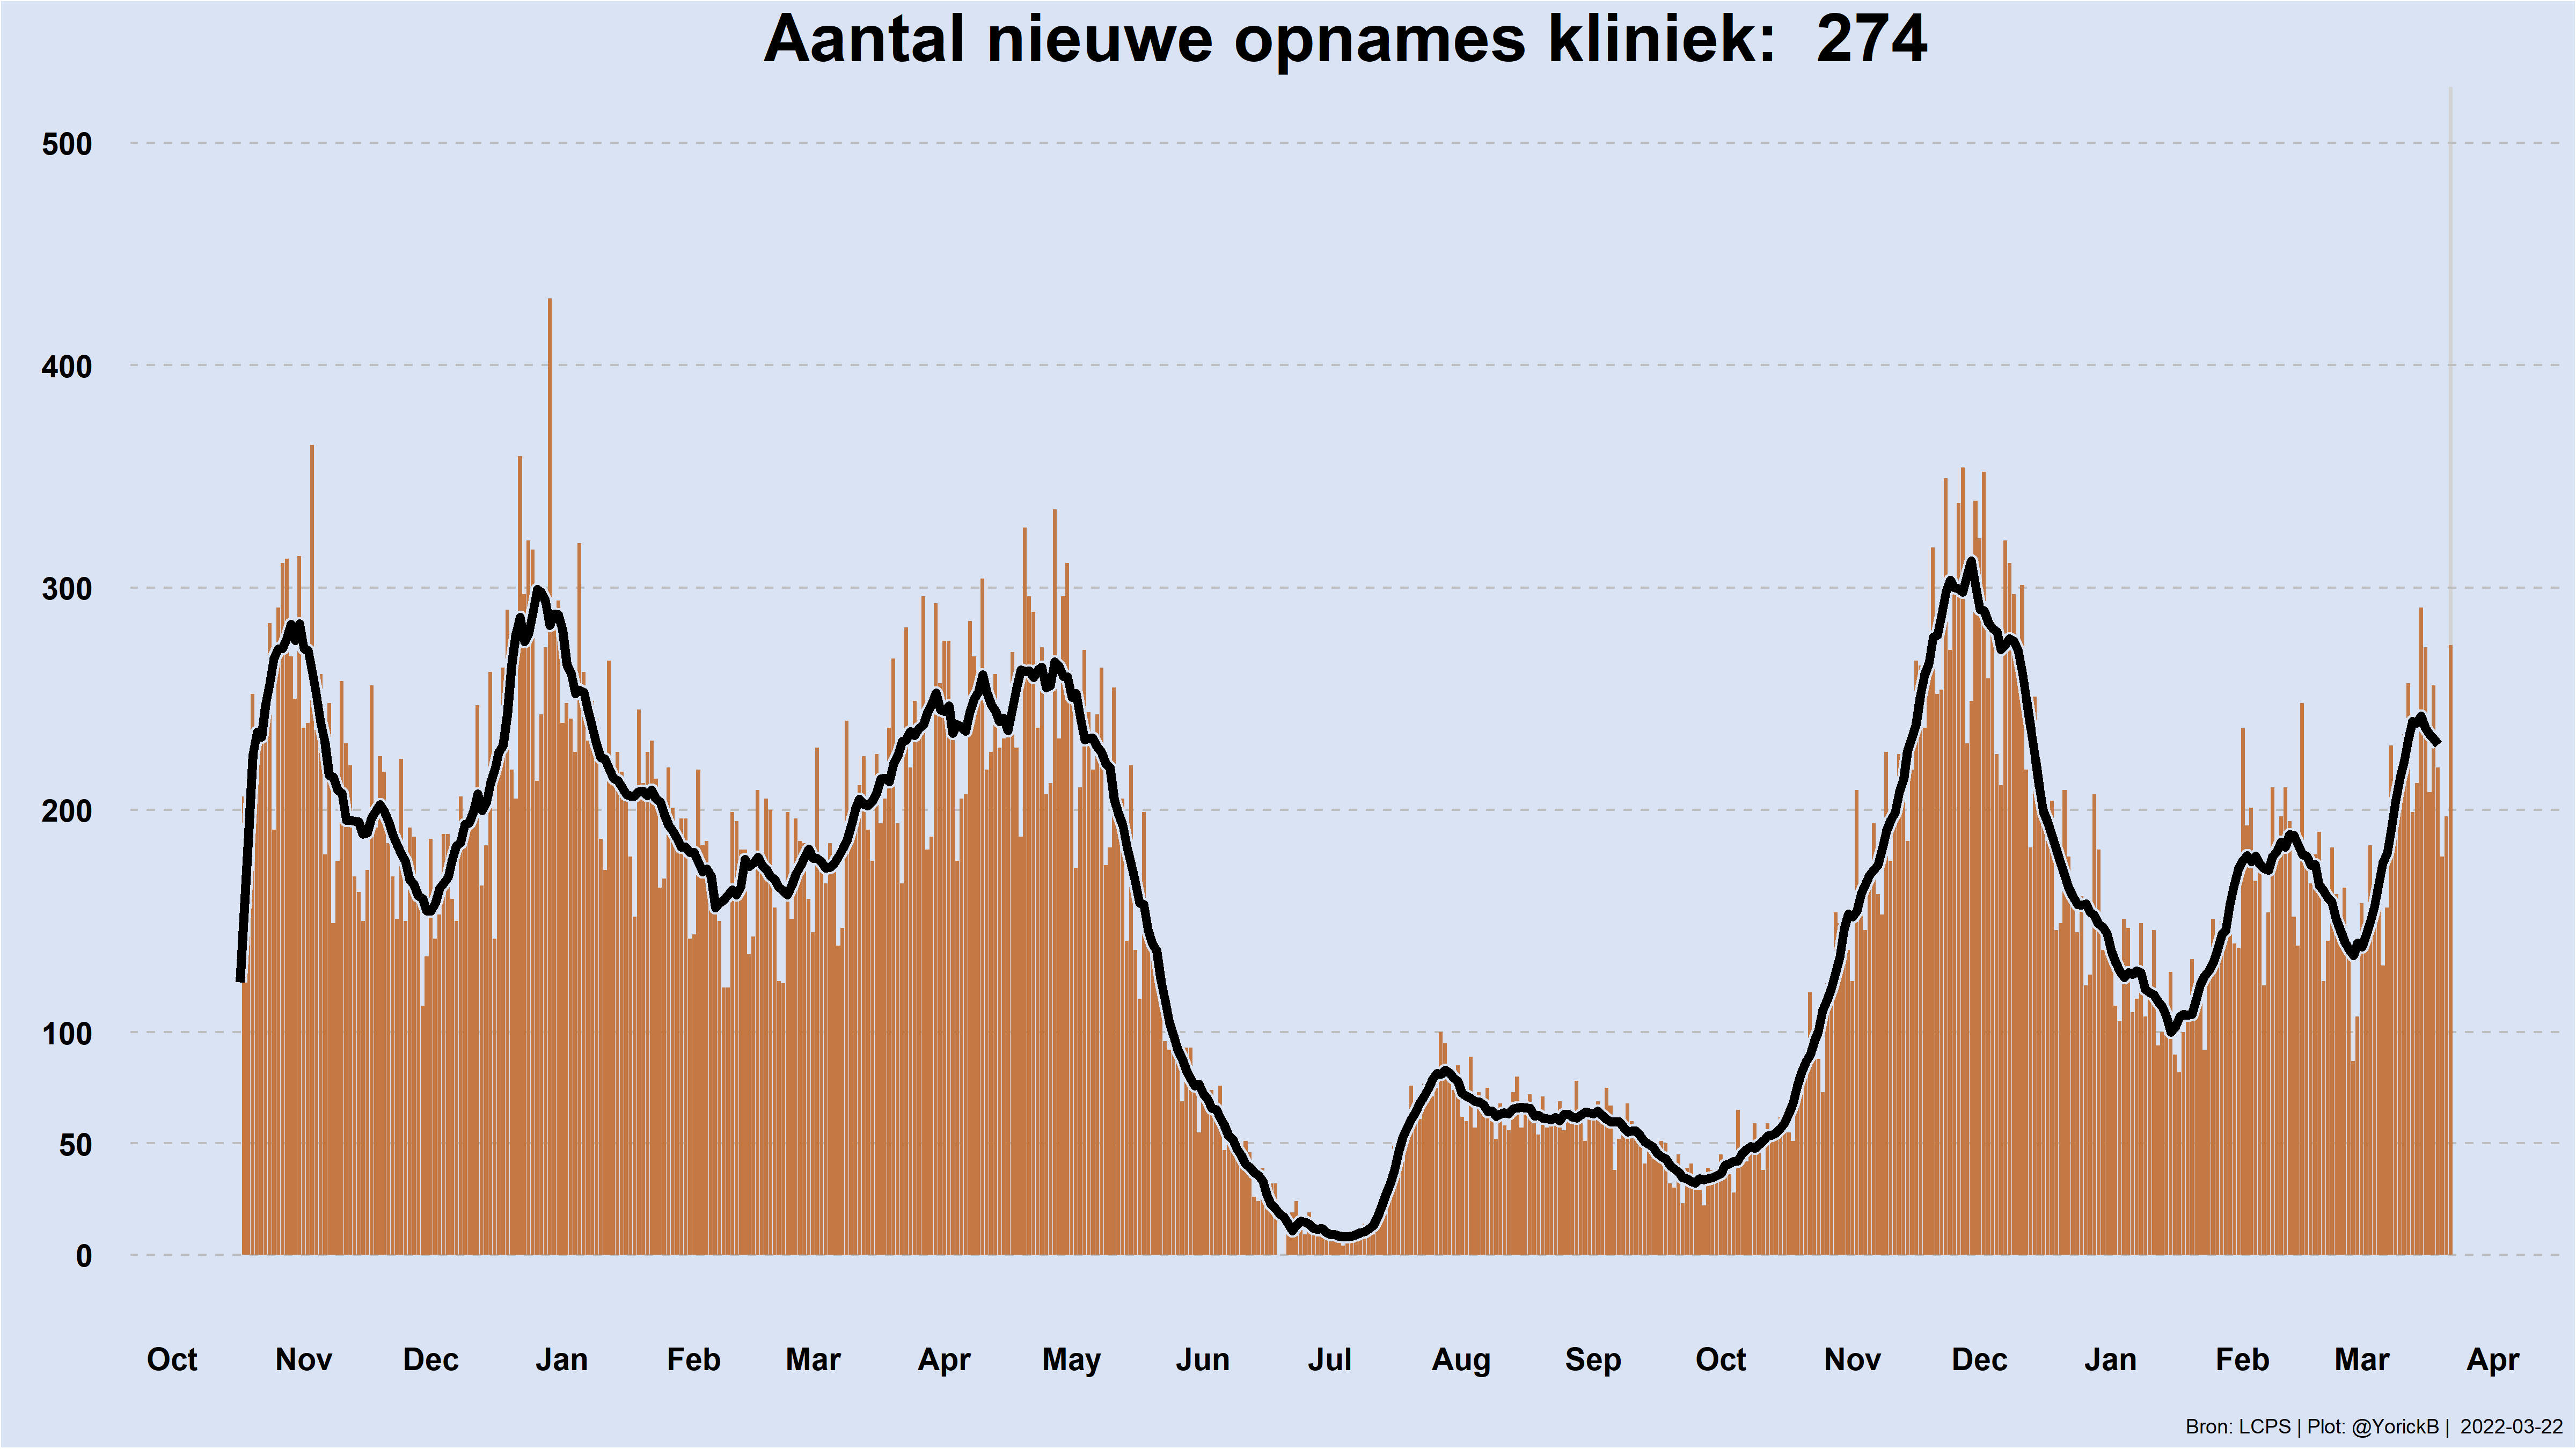 Aantal nieuwe opnames kliniek: 274
500
400
300
200
100
50
0
Oct Nov Dec Jan Feb Mar Apr May Jun Jul Aug Sep Oct Nov Dec Jan Feb Mar Apr
Bron: LCPS | Plot: @YorickB | 2022-03-22